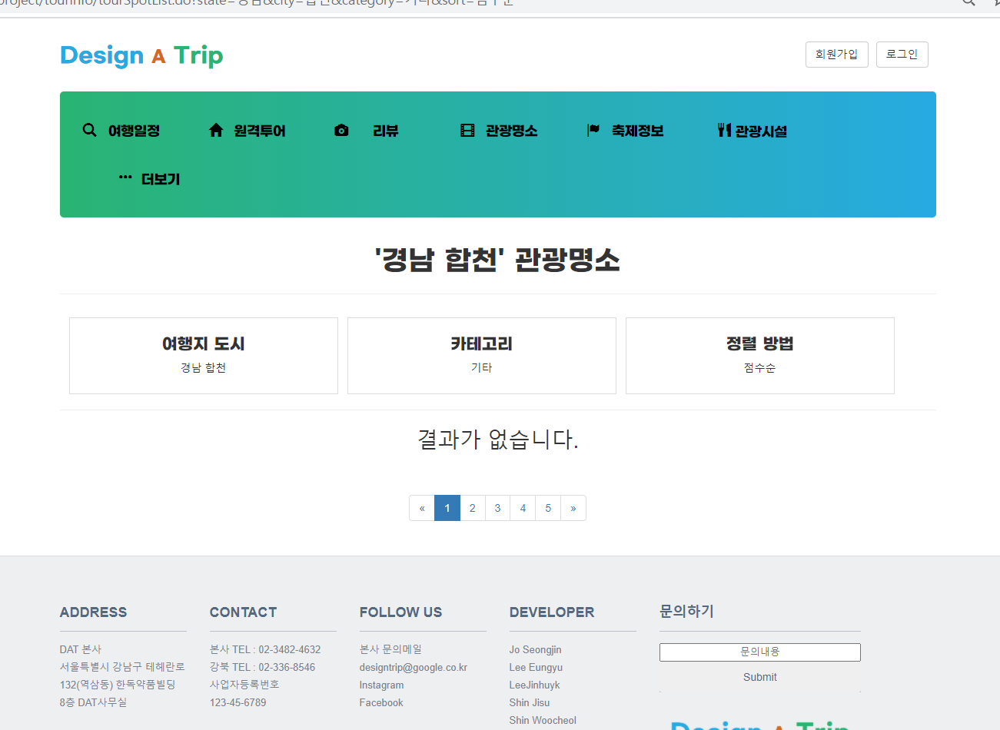 project/tourinfo/tourSpotList.do?state=경남&city=합천&category=기타&sort=점수순
Design A Trip
회원가입
로그인
여행일정
원격투어
리뷰
관광명소
축제정보
관광시설
더보기
'경남 합천' 관광명소
여행지 도시
경남 합천
카테고리
기타
정렬 방법
점수순
결과가 없습니다.
« 1 2 3 4 5 »
ADDRESS
DAT 본사
서울특별시 강남구 테헤란로
132(역삼동) 한독약품빌딩
8층 DAT사무실
CONTACT
본사 TEL : 02-3482-4632
강북 TEL : 02-336-8546
사업자등록번호
123-45-6789
FOLLOW US
본사 문의메일
designtrip@google.co.kr
Instagram
Facebook
DEVELOPER
Jo Seongjin
Lee Eungyu
LeeJinhuyk
Shin Jisu
Shin Woocheol
문의하기
문의내용
Submit
Design A Trip